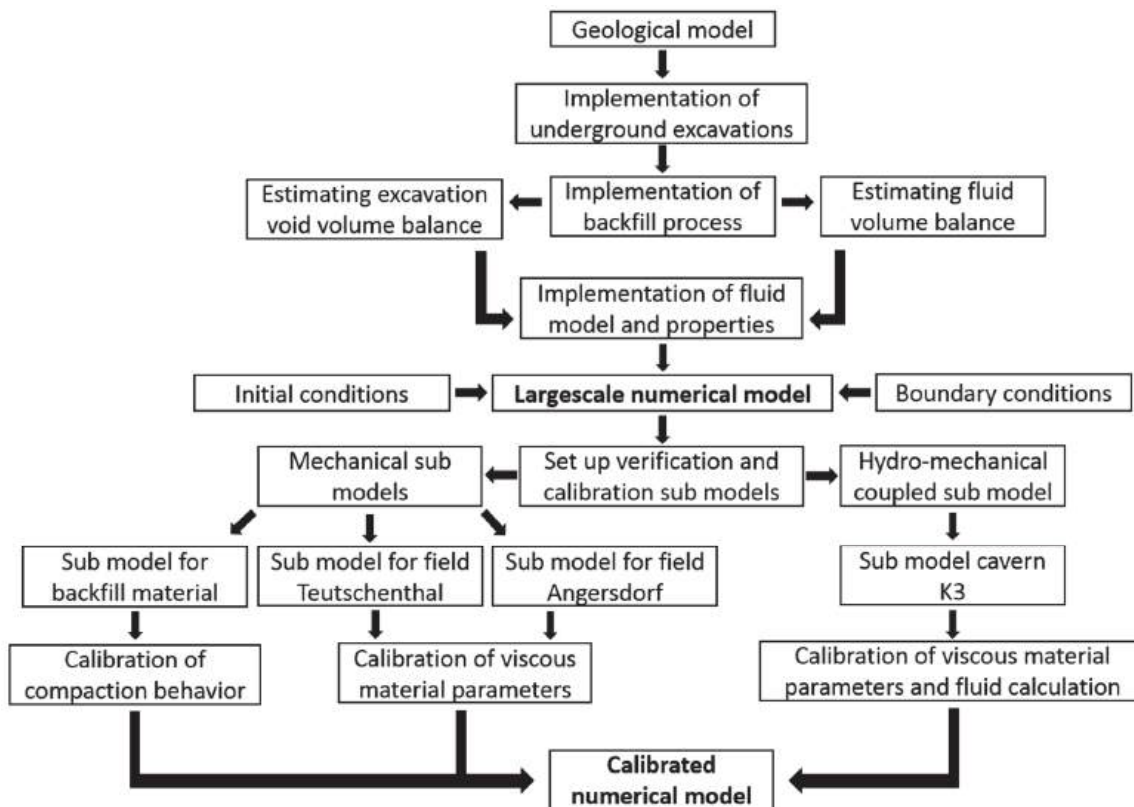 Geological model
Implementation of
underground excavations
Estimating excavation
void volume balance
Implementation of
backfill process
Estimating fluid
volume balance
Implementation of fluid
model and properties
Initial conditions
Largescale numerical model
Boundary conditions
Mechanical sub
models
Set up verification and
calibration sub models
Hydro-mechanical
coupled sub model
Sub model for
backfill material
Sub model for field
Teutschenthal
Sub model for field
Angersdorf
Sub model cavern
K3
Calibration of
compaction behavior
Calibration of viscous
material parameters
Calibration of viscous material
parameters and fluid calculation
Calibrated
numerical model